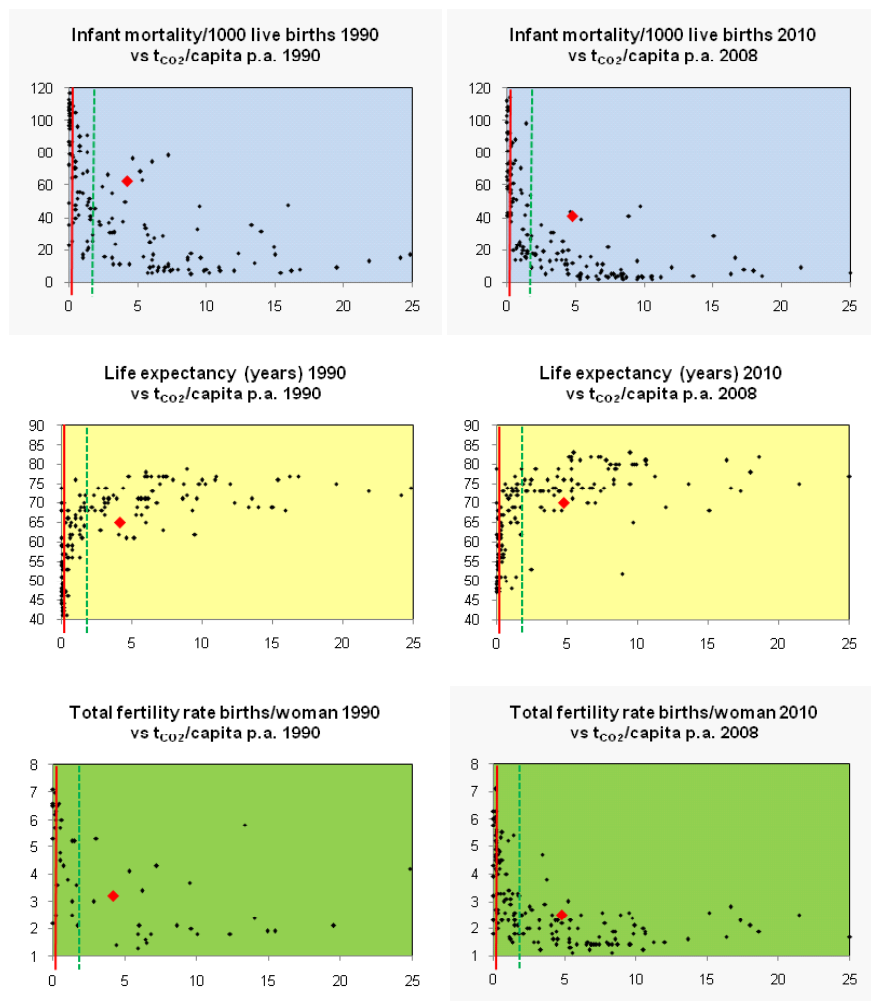 Infant mortality/1000 live births 1990
vs tCO2/capita p.a. 1990
120
100
80
60
40
20
0
0 5 10 15 20 25
Infant mortality/1000 live births 2010
vs tCO2/capita p.a. 2008
120
100
80
60
40
20
0
0 5 10 15 20 25
Life expectancy (years) 1990
vs tCO2/capita p.a. 1990
90
85
80
75
70
65
60
55
50
45
40
0 5 10 15 20 25
Life expectancy (years) 2010
vs tCO2/capita p.a. 2008
90
85
80
75
70
65
60
55
50
45
40
0 5 10 15 20 25
Total fertility rate births/woman 1990
vs tCO2/capita p.a. 1990
8
7
6
5
4
3
2
1
0 5 10 15 20 25
Total fertility rate births/woman 2010
vs tCO2/capita p.a. 2008
8
7
6
5
4
3
2
1
0 5 10 15 20 25